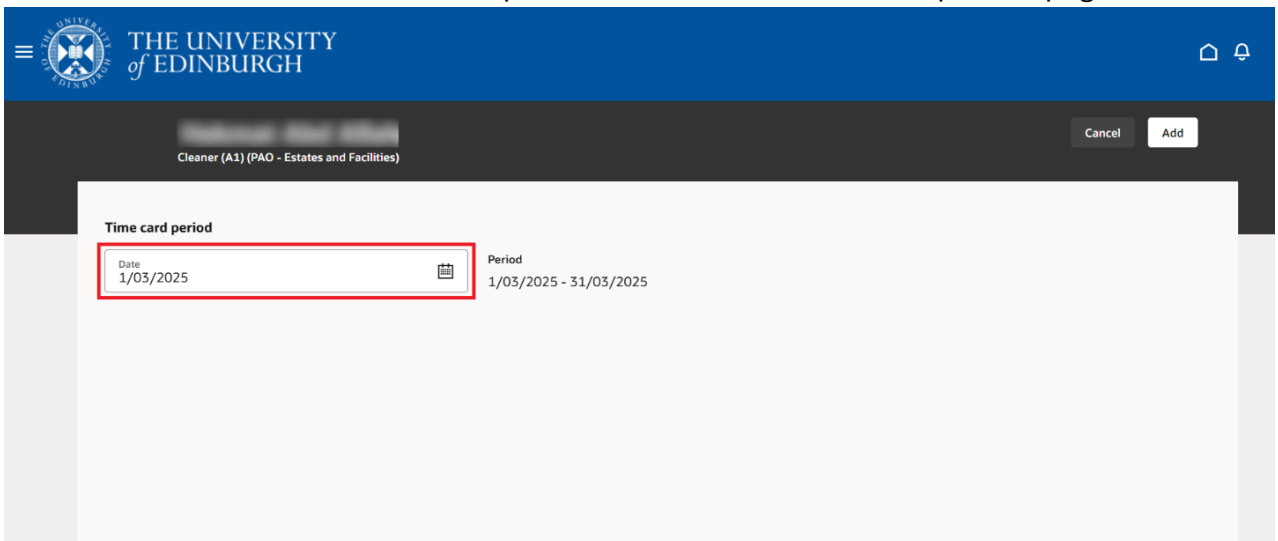 THE UNIVERSITY
of EDINBURGH
Cancel
Add
Cleaner (A1) (PAO - Estates and Facilities)
Time card period
Date
1/03/2025
Period
1/03/2025 - 31/03/2025